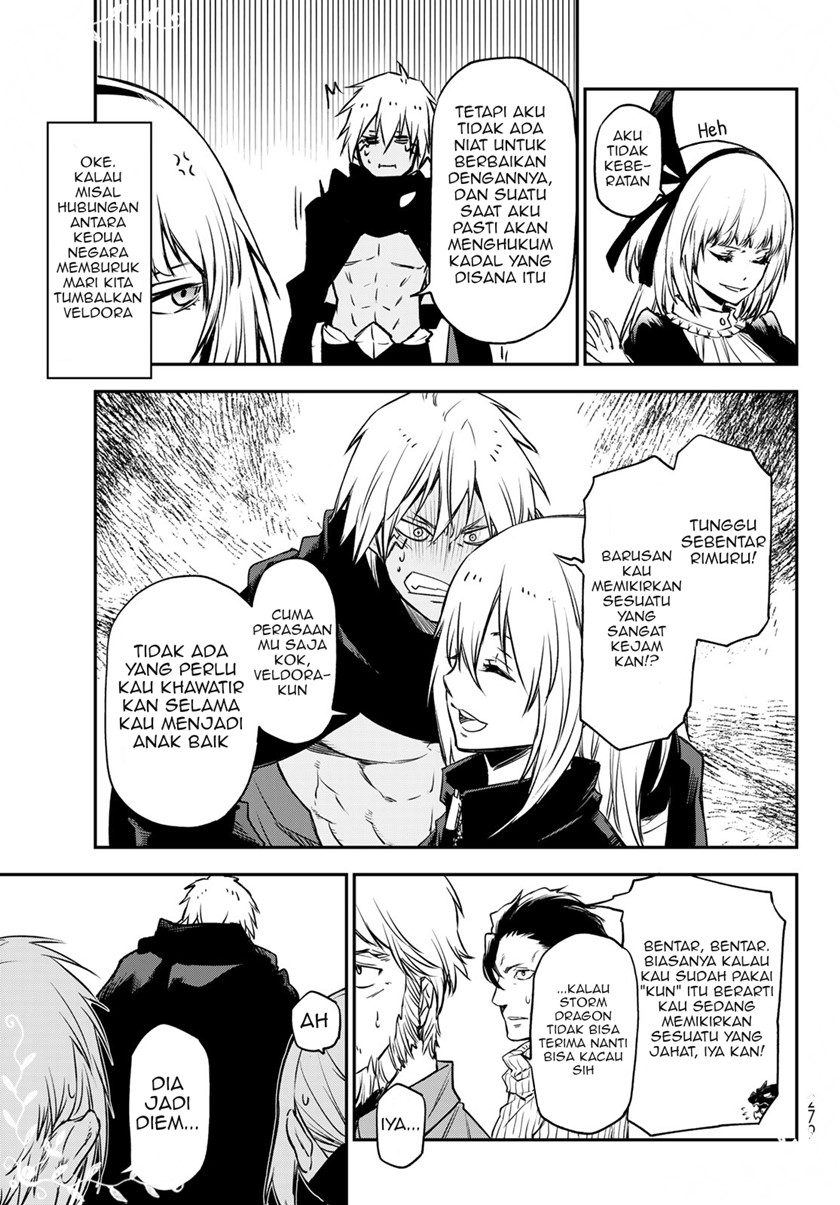 Heh
AKU
TIDAK
KEBE-
RATAN
TETAPI AKU
TIDAK ADA
NIAT UNTUK
BERBAIKAN
DENGANNYA,
DAN SUATU
SAAT AKU
PASTI AKAN
MENGHUKUM
KADAL YANG
DISANA ITU
OKE.
KALAU
MISAL
HUBUNGAN
ANTARA
KEDUA
NEGARA
MEMBURUK
MARI KITA
TUMBALKAN
VELDORA
TUNGGU
SEBENTAR
RIMURU!
BARUSAN
KAU
MEMIKIRKAN
SESUATU
YANG
SANGAT
KEJAM
KAN!?
CUMA
PERASAAN
MU SAJA
KOK,
VELDORA-
KUN
TIDAK ADA
YANG PERLU
KAU KHAWATIR
KAN SELAMA
KAU MENJADI
ANAK BAIK
BENTAR, BENTAR.
BIASANYA KALAU
KAU SUDAH PAKAI
"KUN" ITU BERARTI
KAU SEDANG
MEMIKIRKAN
SESUATU YANG
JAHAT, IYA KAN!
...KALAU
STORM
DRAGON
TIDAK BISA
TERIMA NANTI
BISA KACAU
SIH
IYA...
AH
DIA
JADI
DIEM...